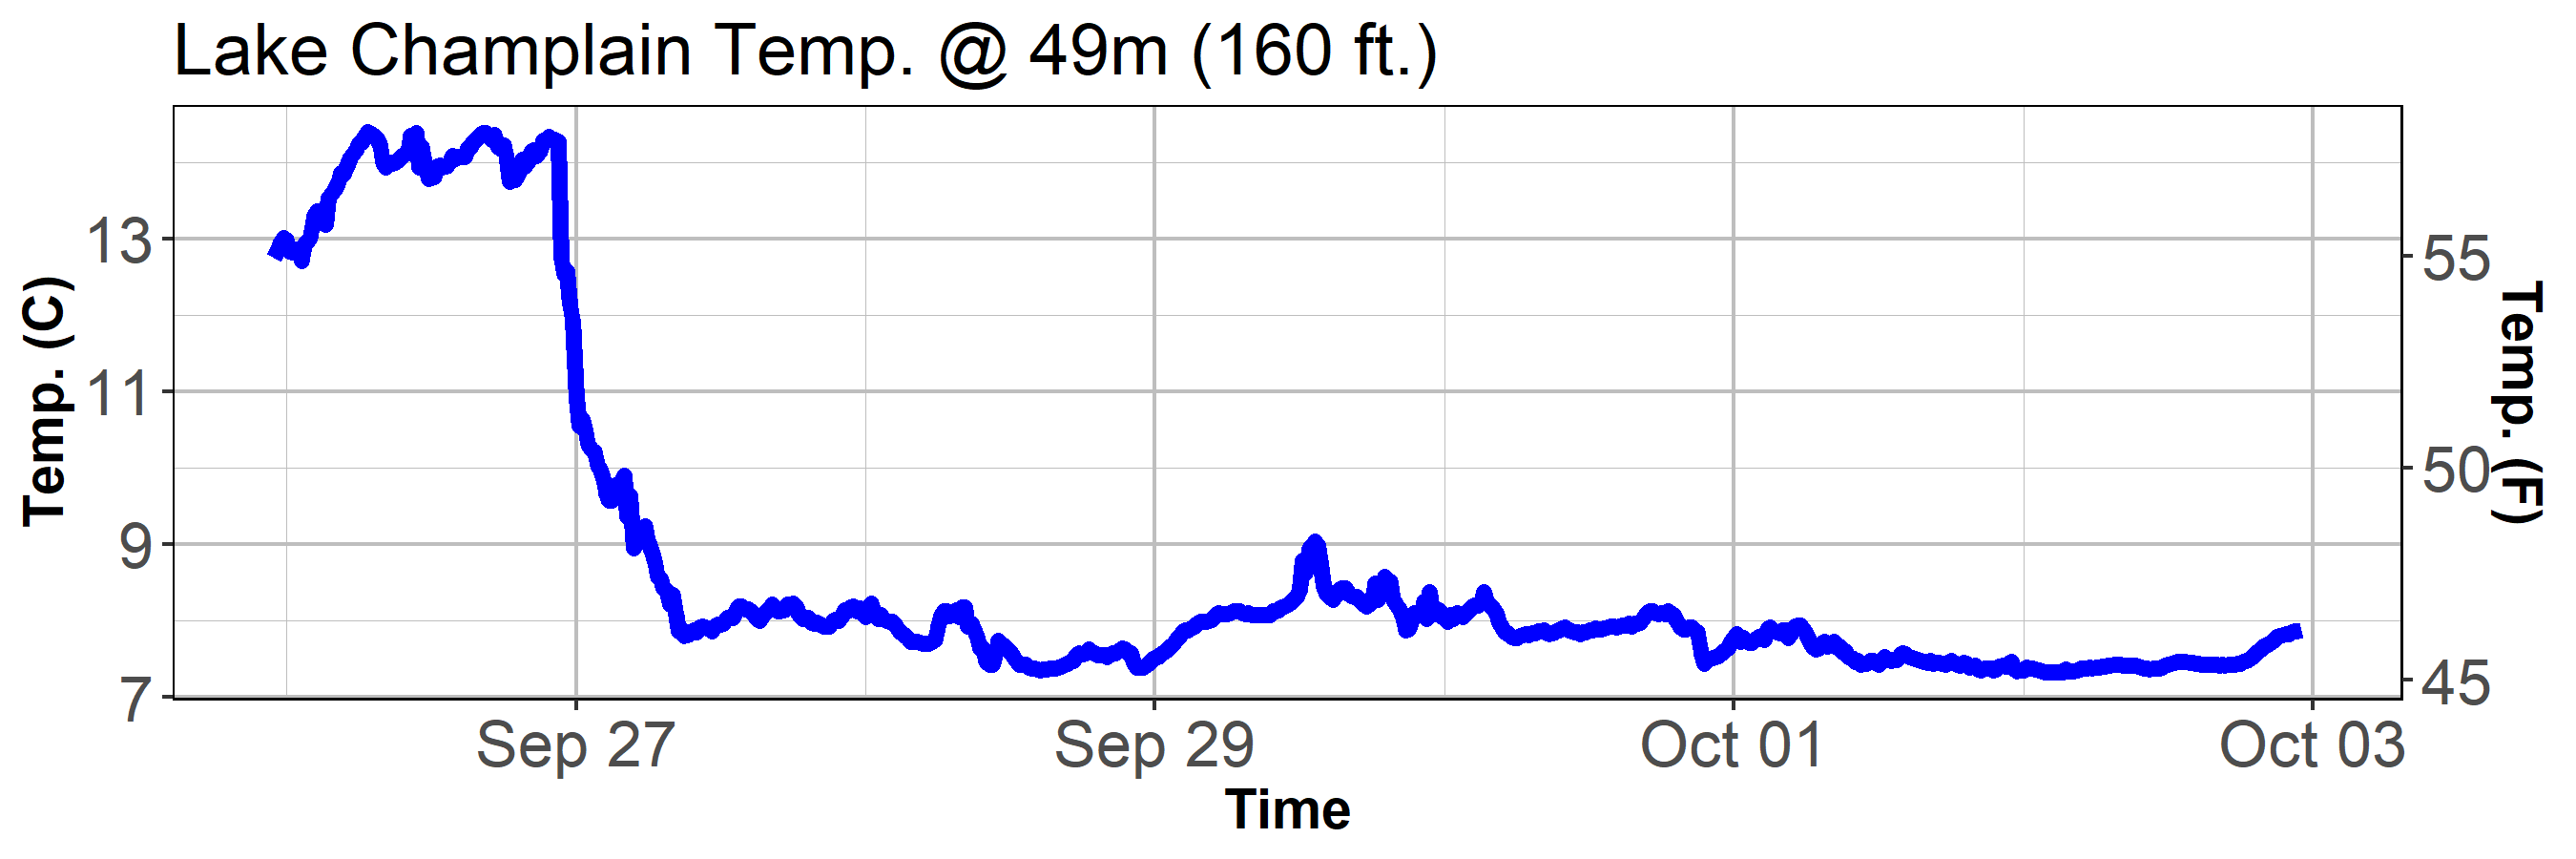 Lake Champlain Temp. @ 49m (160 ft.)
Temp. (C)
13
11
9
7
55
50
45
Temp. (F)
Sep 27 Sep 29 Oct 01 Oct 03
Time